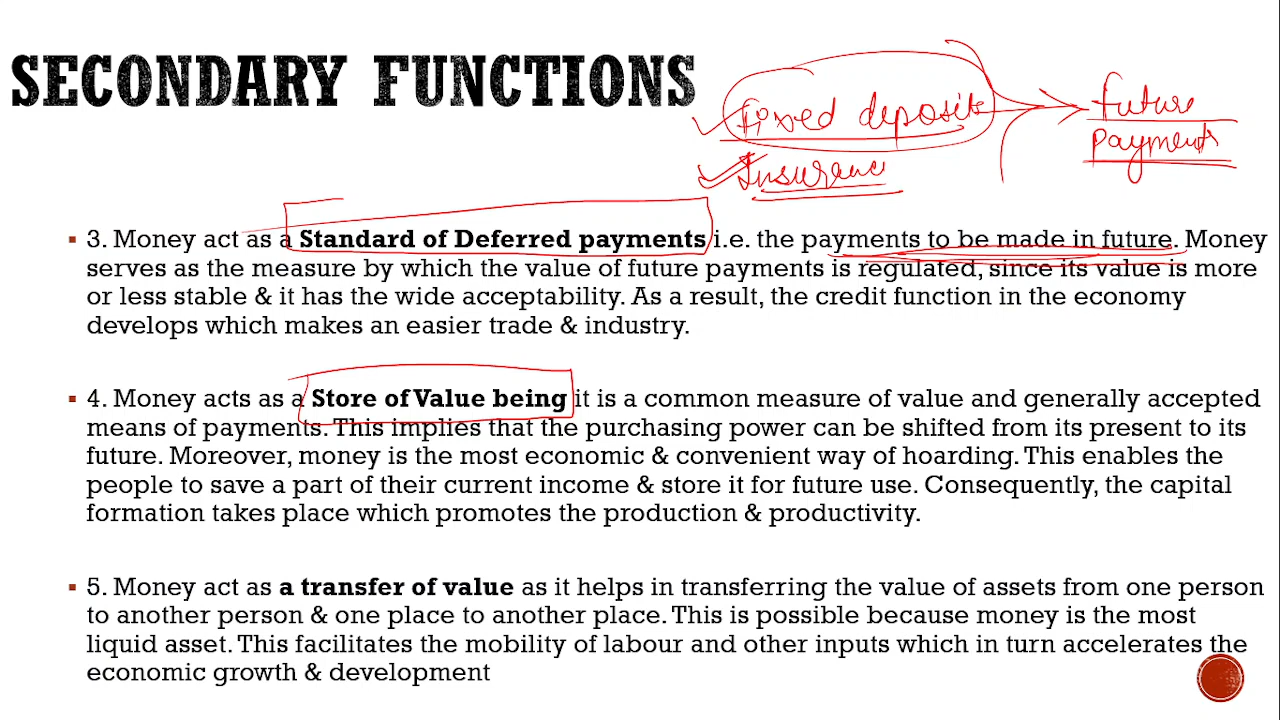 SECONDARY FUNCTIONS
Fixed deposits
Insurance
future
payments
▪ 3. Money act as a Standard of Deferred payments i.e. the payments to be made in future. Money
serves as the measure by which the value of future payments is regulated, since its value is more
or less stable & it has the wide acceptability. As a result, the credit function in the economy
develops which makes an easier trade & industry.
▪ 4. Money acts as a Store of Value being it is a common measure of value and generally accepted
means of payments. This implies that the purchasing power can be shifted from its present to its
future. Moreover, money is the most economic & convenient way of hoarding. This enables the
people to save a part of their current income & store it for future use. Consequently, the capital
formation takes place which promotes the production & productivity.
▪ 5. Money act as a transfer of value as it helps in transferring the value of assets from one person
to another person & one place to another place. This is possible because money is the most
liquid asset. This facilitates the mobility of labour and other inputs which in turn accelerates the
economic growth & development